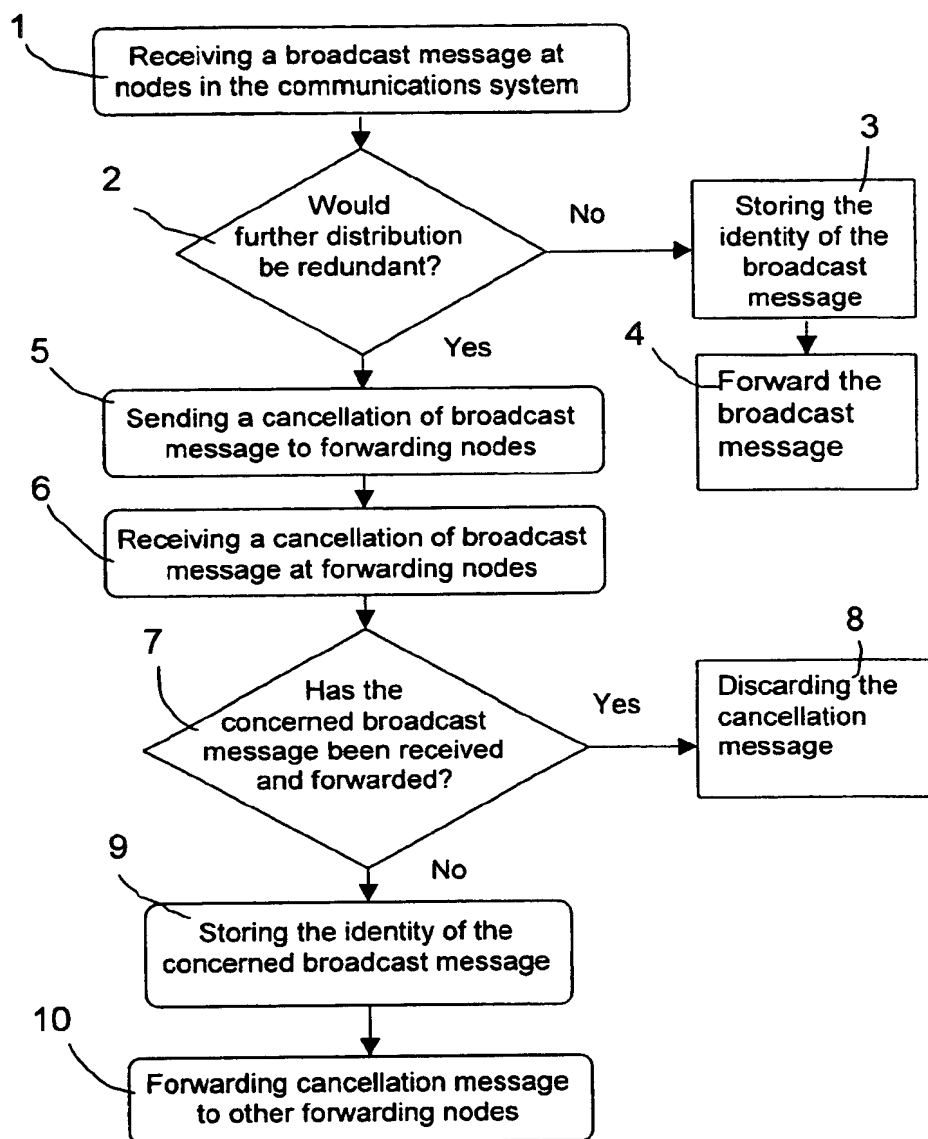 1
Receiving a broadcast message at
nodes in the communications system
2
Would
further distribution
be redundant?
No
3
Storing the
identity of the
broadcast
message
Yes
4
Forward the
broadcast
message
5
Sending a cancellation of broadcast
message to forwarding nodes
6
Receiving a cancellation of broadcast
message at forwarding nodes
7
Has the
concerned broadcast
message been received
and forwarded?
Yes
8
Discarding the
cancellation
message
No
9
Storing the identity of the
concerned broadcast message
10
Forwarding cancellation message
to other forwarding nodes